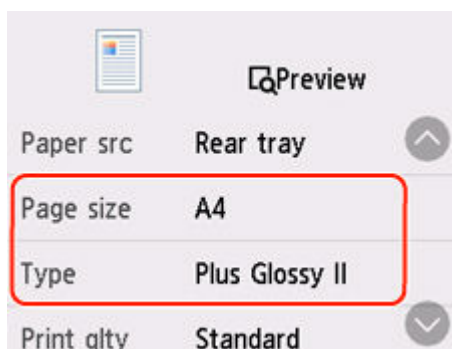 Preview
Paper src Rear tray
Page size A4
Type Plus Glossy II
Print qlty Standard